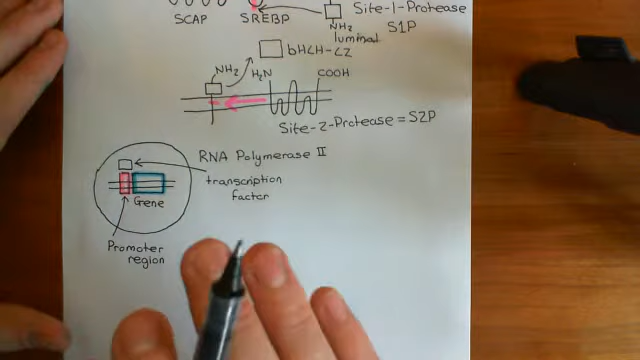 SCAP
SREBP
Site-1-Protease
S1P
NH2
luminal
bHLH-LZ
NH2
H2N
COOH
Site-2-Protease = S2P
RNA Polymerase II
transcription
factor
Gene
Promoter
region